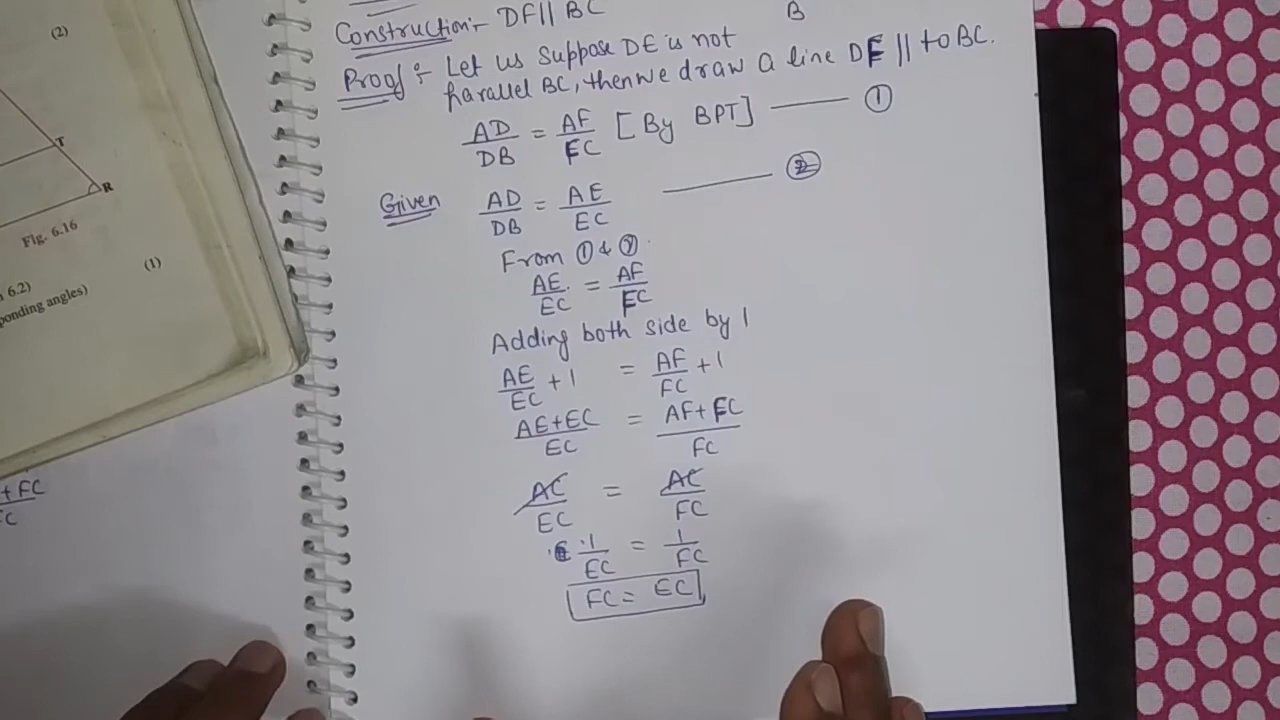 (2)
T
R
Fig. 6.16
(1)
6.2)
ponding angles)
+ FC
C
Construction:- DF || BC
B
Proof :- Let us suppose DE is not
parallel BC, then we draw a line DF || to BC.
AD/DB = AF/FC [By BPT] —— ①
Given AD/DB = AE/EC —— ②
From ① & ②
AE/EC = AF/FC
Adding both side by 1
AE/EC + 1 = AF/FC + 1
AE+EC/EC = AF+FC/FC
AC/EC = AC/FC
1/EC = 1/FC
FC = EC